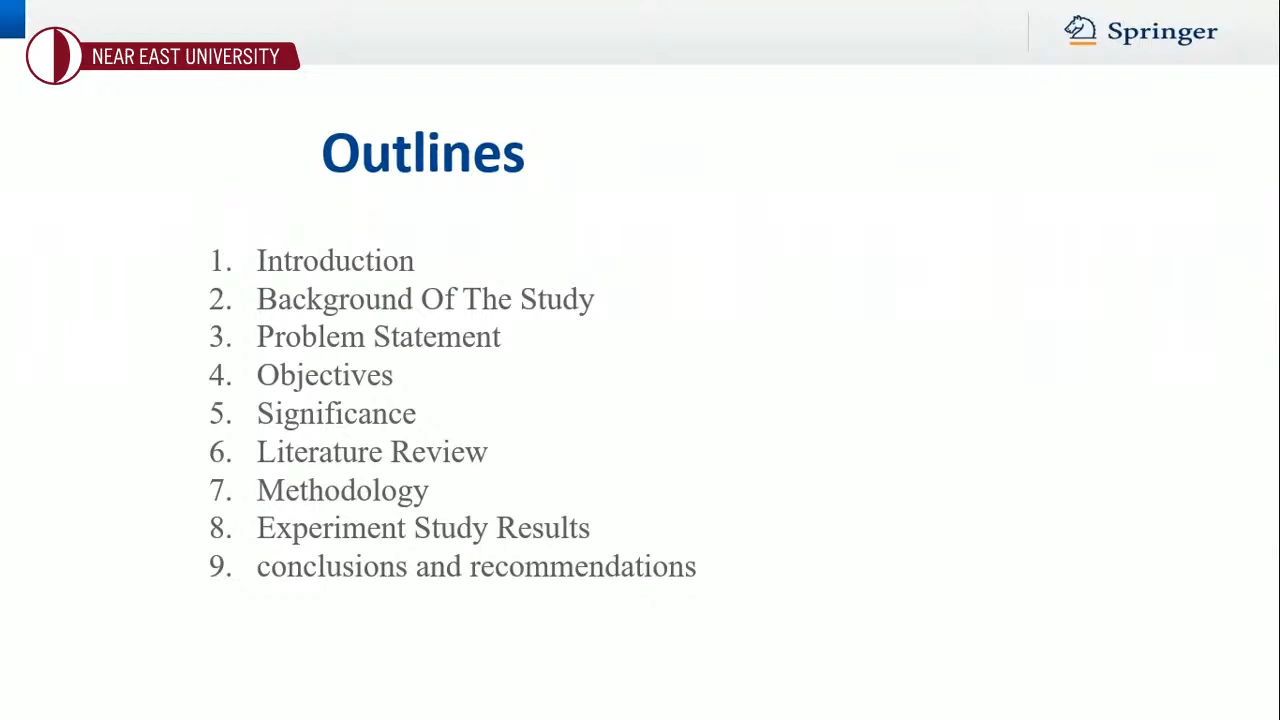 NEAR EAST UNIVERSITY
Springer
Outlines
1. Introduction
2. Background Of The Study
3. Problem Statement
4. Objectives
5. Significance
6. Literature Review
7. Methodology
8. Experiment Study Results
9. conclusions and recommendations